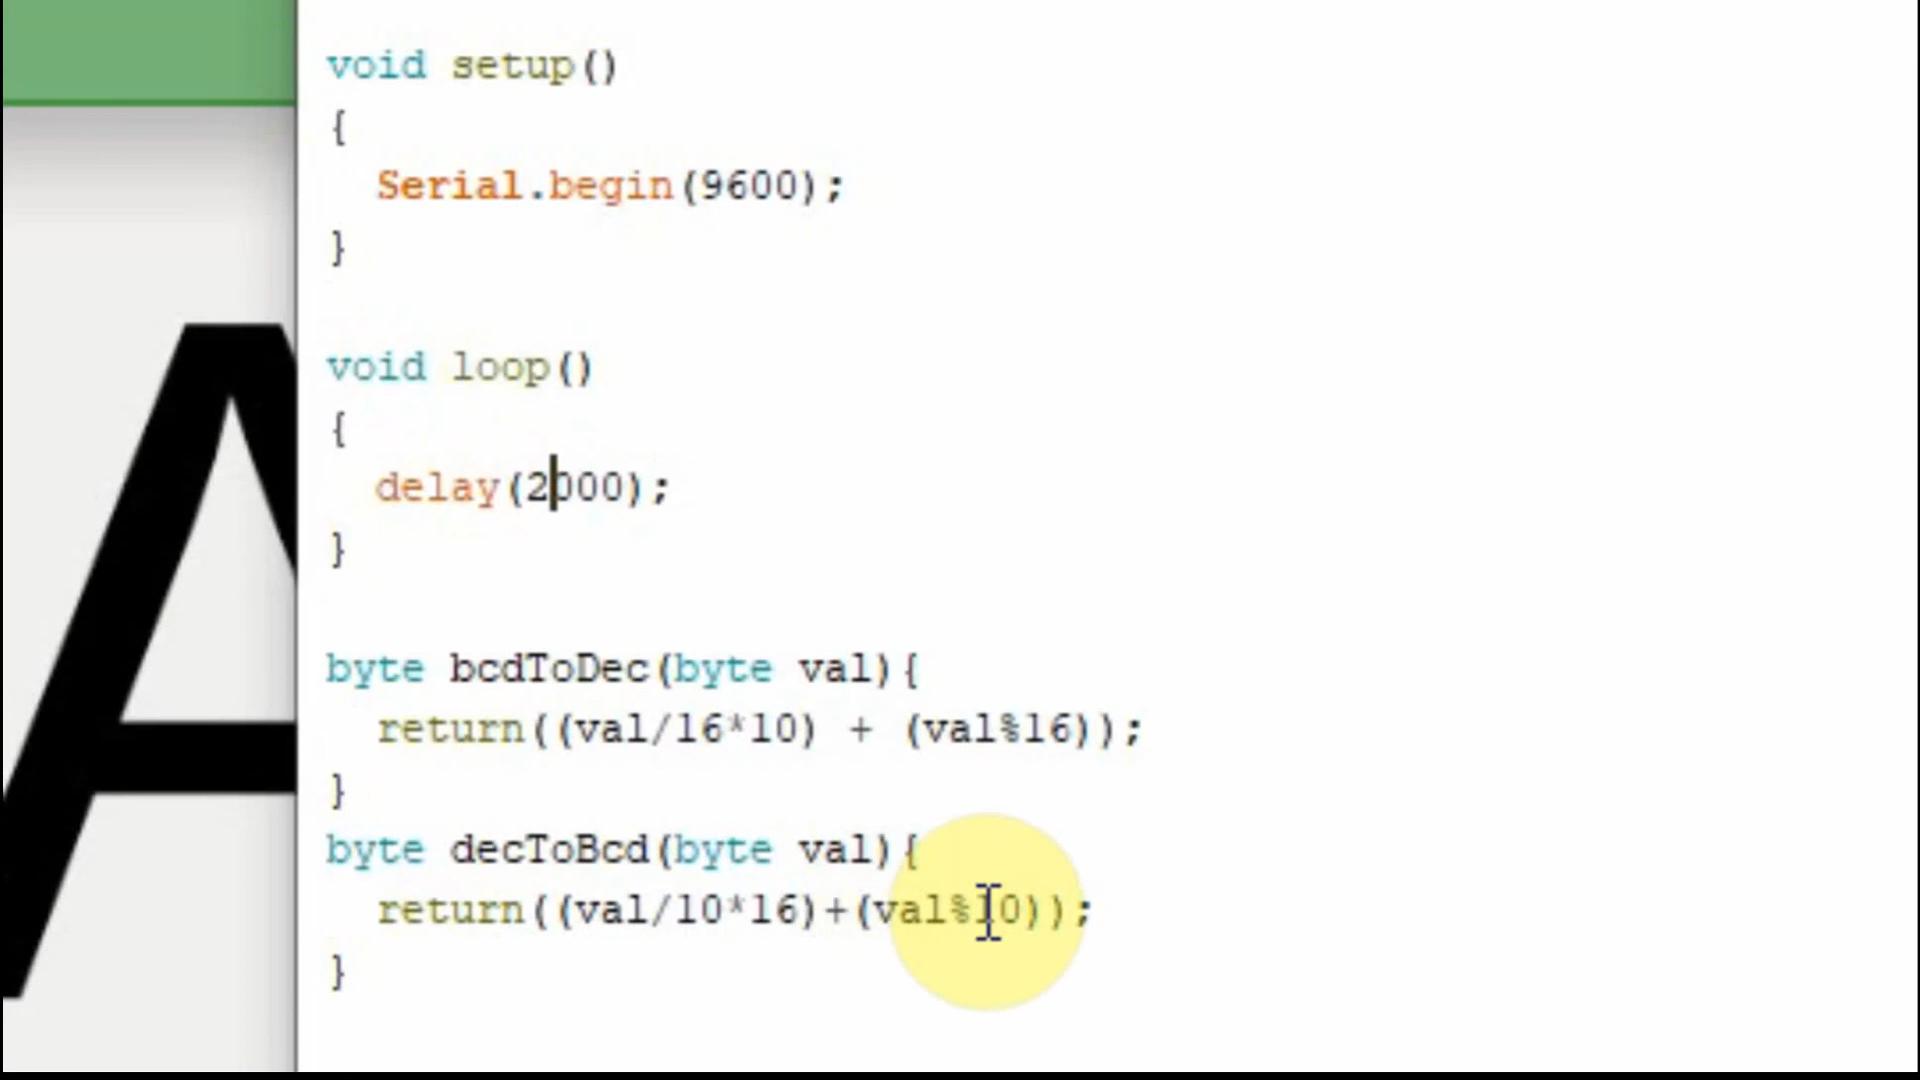 void setup()
{
  Serial.begin(9600);
}
void loop()
{
  delay(2000);
}
byte bcdToDec(byte val){
  return((val/16*10) + (val%16));
}
byte decToBcd(byte val){
  return((val/10*16)+(val%10));
}